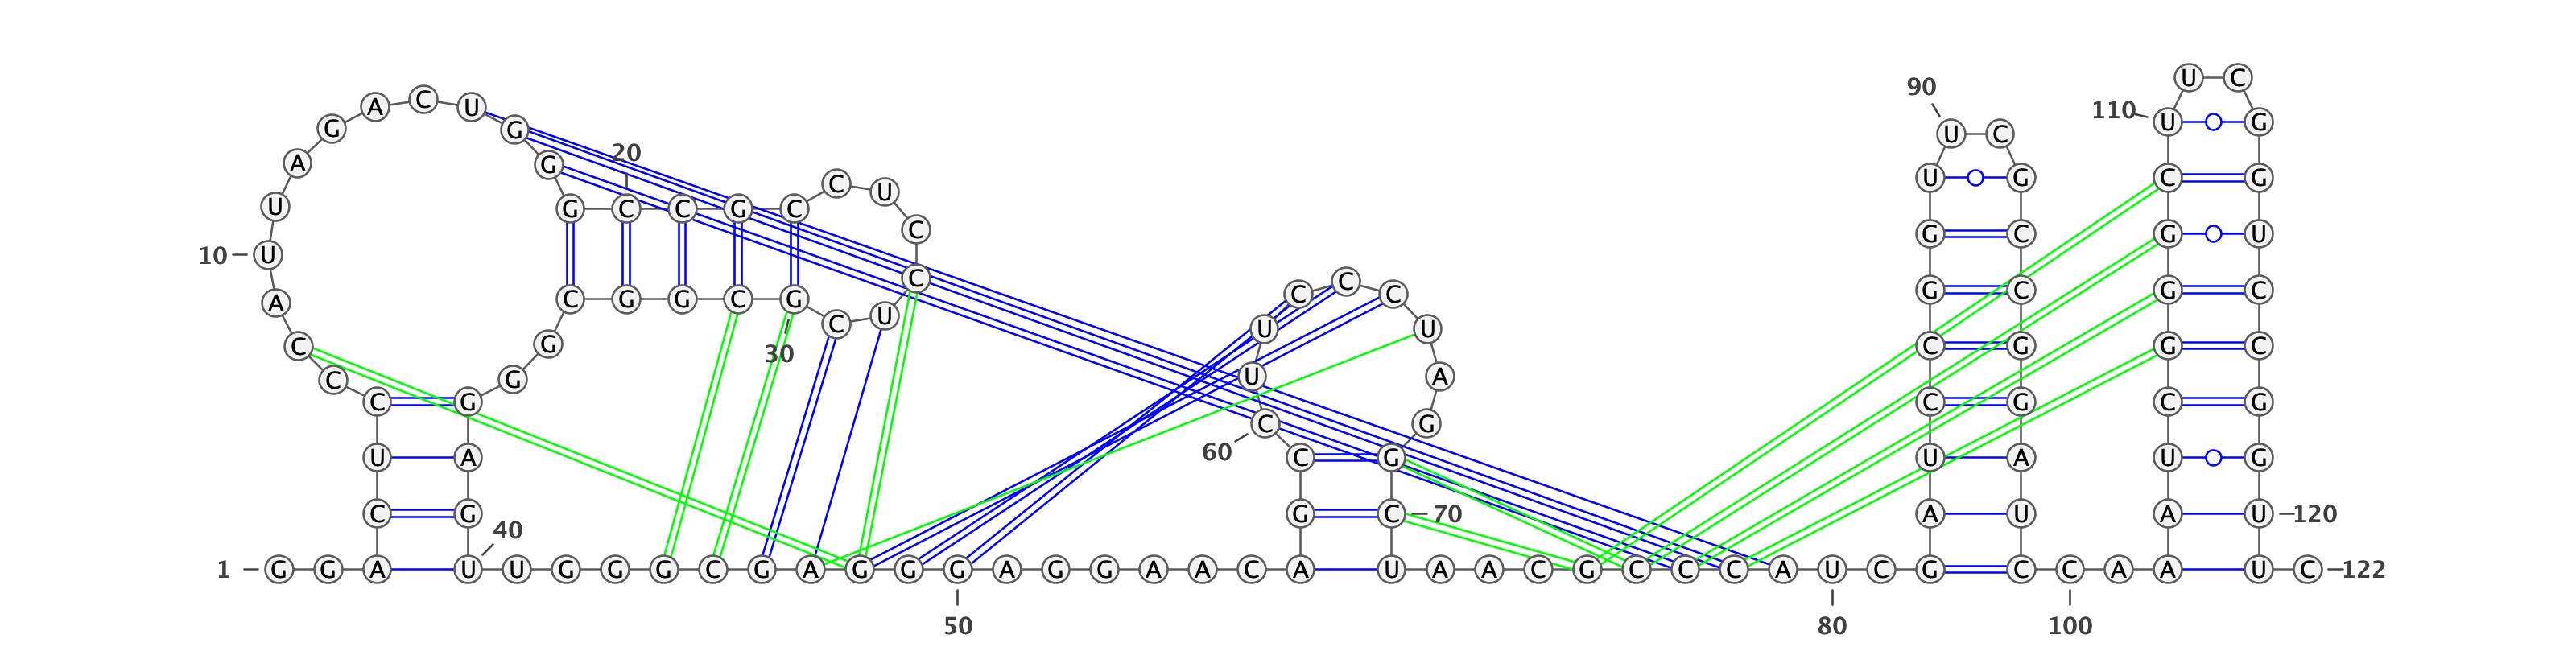 1
G G A C U C C C A U
10
U A G A C U G G G C
20
C G C C U C C U C G
30
C G G C G G G A G U
40
U G G G C G A G G G
50
A G G A A C A G C C
60
U U C C C U A G G C
70
U A A C G C C C A U
80
C G A U C C G G U U
90
C G C C G G A U C C
100
A A A U C G G G C U
110
U C G G U C C G G U
120
U C
122